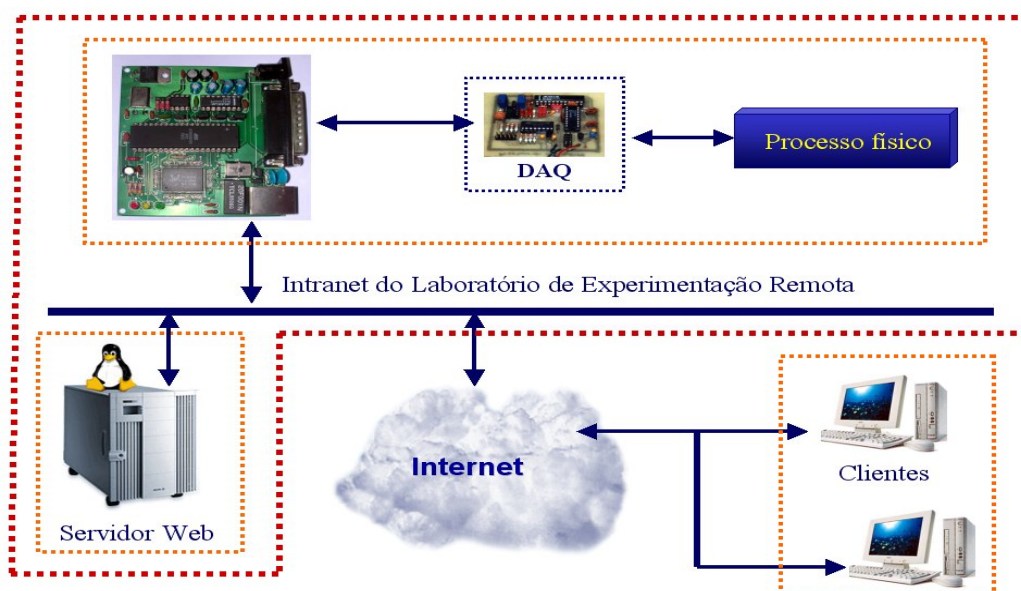 DAQ
Processo físico
Intranet do Laboratório de Experimentação Remota
Internet
Clientes
Servidor Web